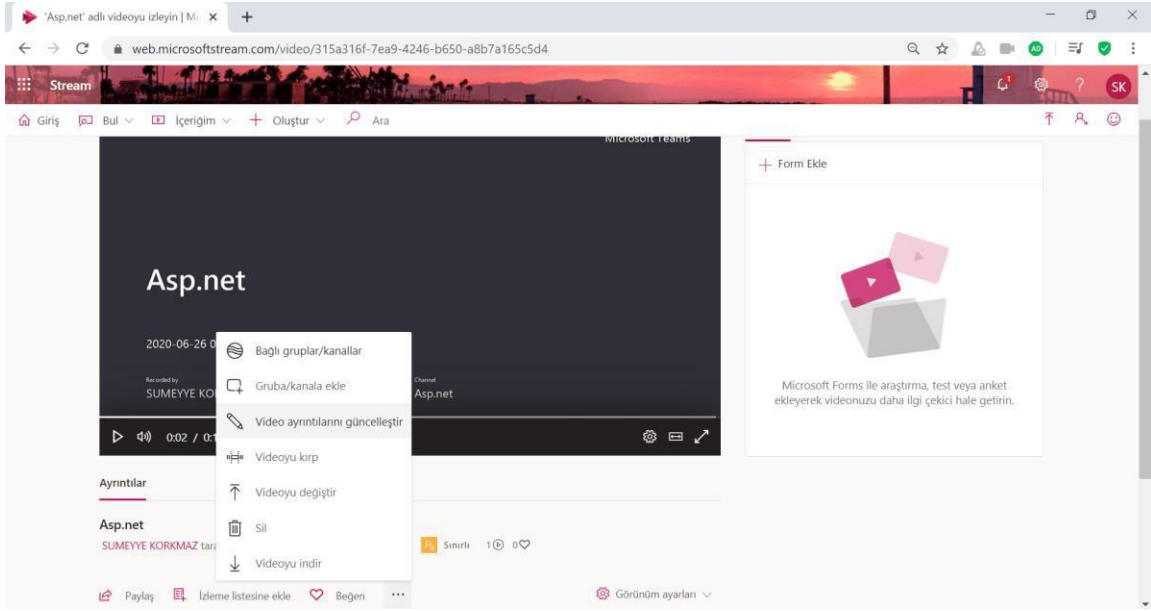 'Asp.net' adlı videoyu izleyin | Mi
web.microsoftstream.com/video/315a316f-7ea9-4246-b650-a8b7a165c5d4
Stream
1
SK
Giriş Bul İçeriğim Oluştur Ara
Microsoft Teams
Form Ekle
Asp.net
2020-06-26 0
Bağlı gruplar/kanallar
Recorded by
SUMEYYE KO
Gruba/kanala ekle
Channel
Asp.net
Microsoft Forms ile araştırma, test veya anket
ekleyerek videonuzu daha ilgi çekici hale getirin.
Video ayrıntılarını güncelleştir
0:02 / 0:1
Videoyu kırp
Ayrıntılar
Videoyu değiştir
Asp.net
Sil
SUMEYYE KORKMAZ tara
Sınırlı 1 0
Videoyu indir
Paylaş İzleme listesine ekle Beğen ... Görünüm ayarları